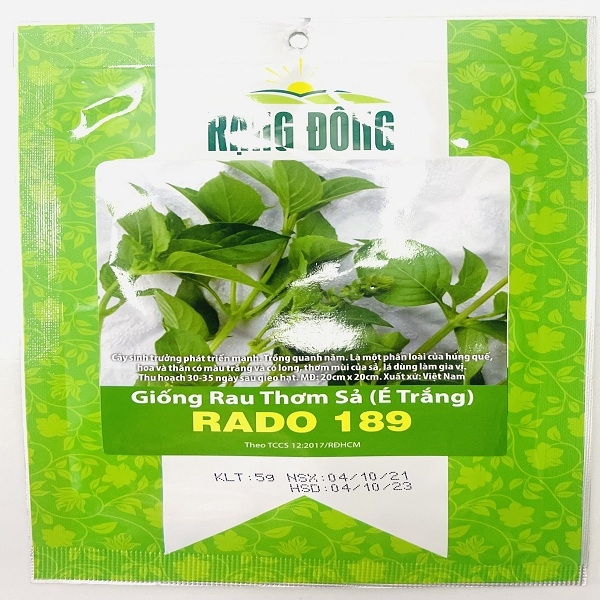 RẠNG ĐÔNG
Cây sinh trưởng phát triển mạnh. Trồng quanh năm. Là một phân loài của húng quế,
hoa và thân có màu trắng và có long, thơm mùi của sả, lá dùng làm gia vị.
Thu hoạch 30-35 ngày sau gieo hạt. MĐ: 20cm x 20cm. Xuất xứ: Việt Nam
Giống Rau Thơm Sả (É Trắng)
RADO 189
Theo TCCS 12:2017/RĐHCM
KLT:5g NSX:04/10/21
HSD:04/10/23